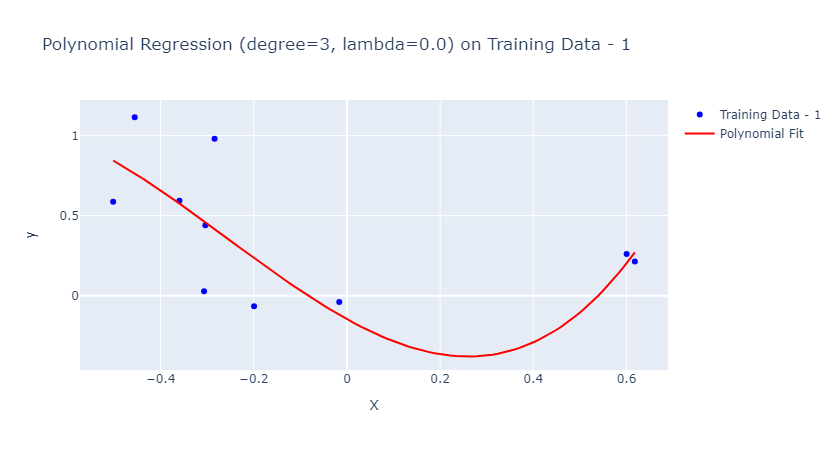 Polynomial Regression (degree=3, lambda=0.0) on Training Data - 1
Training Data - 1
Polynomial Fit
1
0.5
0
y
−0.4
−0.2
0
0.2
0.4
0.6
X